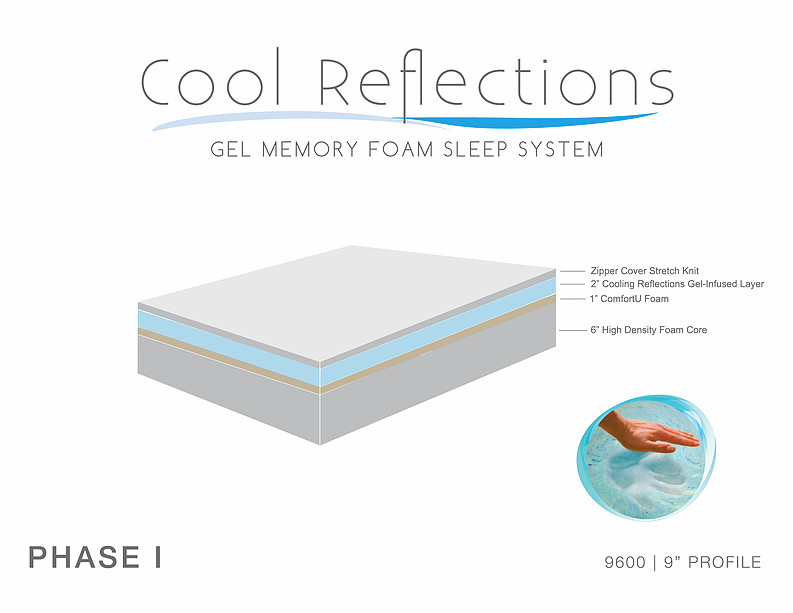 Cool Reflections
GEL MEMORY FOAM SLEEP SYSTEM
Zipper Cover Stretch Knit
2” Cooling Reflections Gel-Infused Layer
1” ComfortU Foam
6” High Density Foam Core
PHASE I
9600 | 9” PROFILE